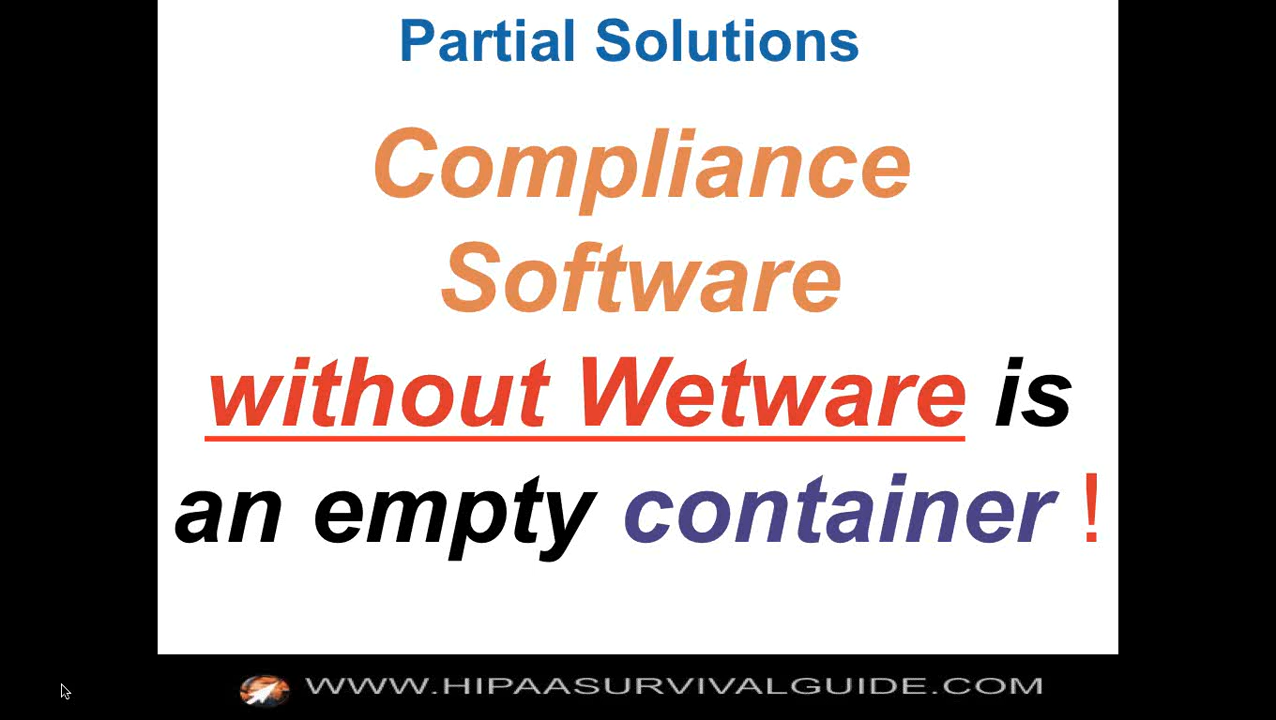 Partial Solutions
Compliance
Software
without Wetware is
an empty container !
WWW.HIPAASURVIVALGUIDE.COM